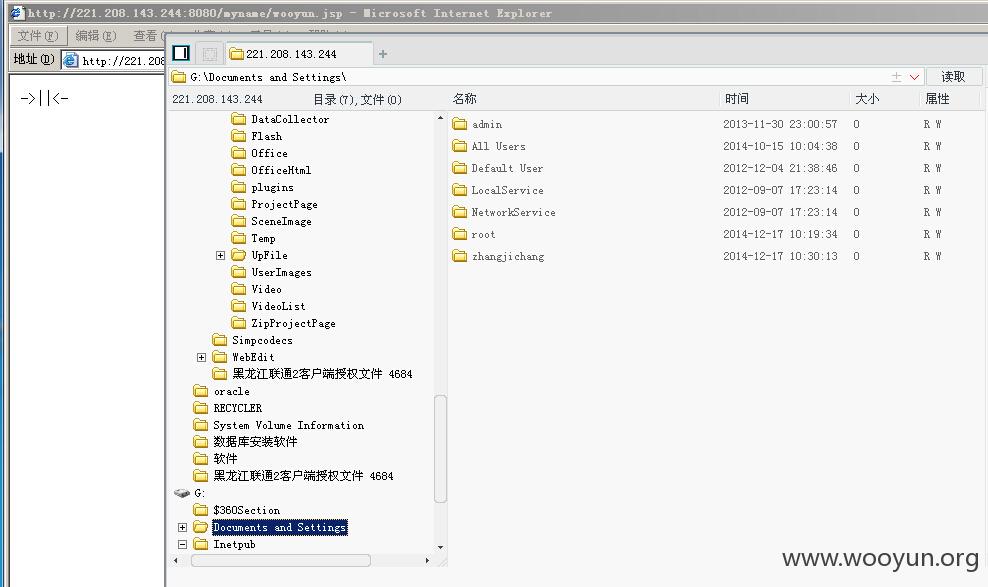 http://221.208.143.244:8080/myname/wooyun.jsp - Microsoft Internet Explorer
文件(F) 编辑(E) 查看
地址(D) http://221.208
->||<-
221.208.143.244 +
G:\Documents and Settings\ 读取
221.208.143.244 目录(7),文件(0) 名称 时间 大小 属性
DataCollector
Flash
Office
OfficeHtml
plugins
ProjectPage
SceneImage
Temp
UpFile
UserImages
Video
VideoList
ZipProjectPage
Simpcodecs
WebEdit
黑龙江联通2客户端授权文件 4684
oracle
RECYCLER
System Volume Information
数据库安装软件
软件
黑龙江联通2客户端授权文件 4684
G:
$360Section
Documents and Settings
Inetpub
admin 2013-11-30 23:00:57 0 R W
All Users 2014-10-15 10:04:38 0 R W
Default User 2012-12-04 21:38:46 0 R W
LocalService 2012-09-07 17:23:14 0 R W
NetworkService 2012-09-07 17:23:14 0 R W
root 2014-12-17 10:19:34 0 R W
zhangjichang 2014-12-17 10:30:13 0 R W
www.wooyun.org